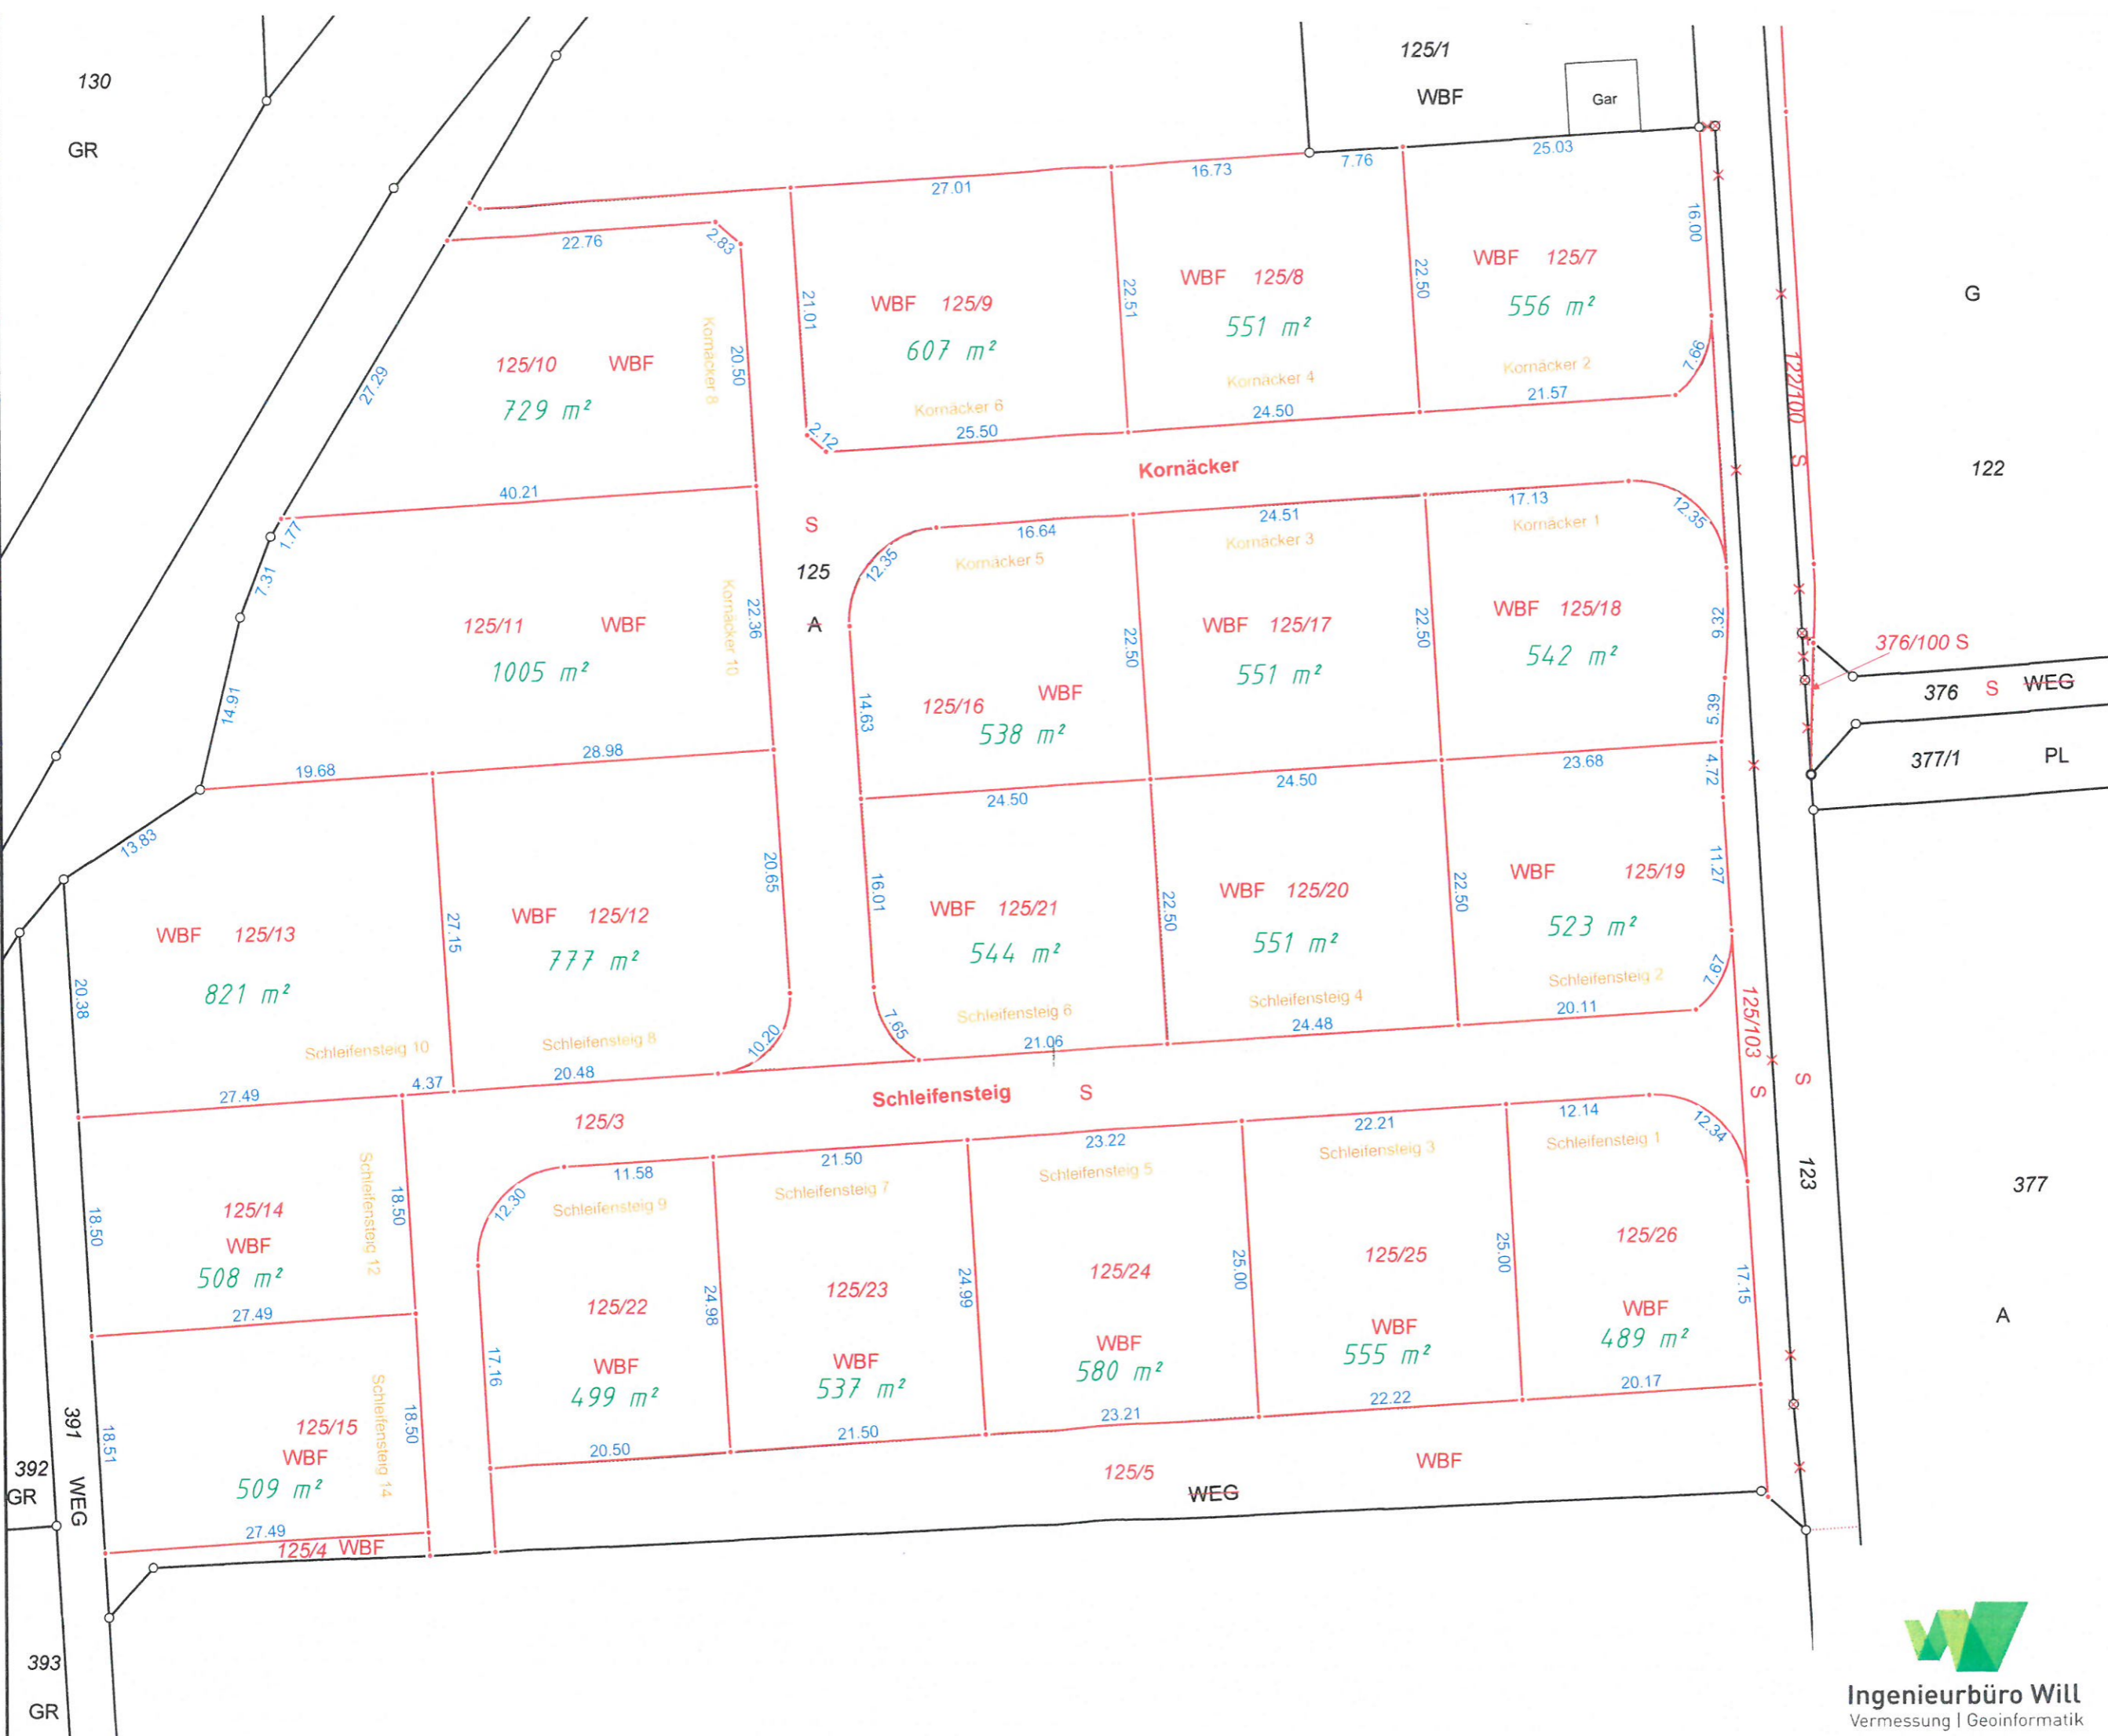 130
GR
125/1
WBF
Gar
25.03
7.76
16.73
27.01
22.76
2.83
16.00
WBF 125/7
556 m²
Kornäcker 2
22.50
7.66
21.57
WBF 125/8
551 m²
Kornäcker 4
22.51
24.50
WBF 125/9
607 m²
Kornäcker 6
21.01
2.12
25.50
125/10 WBF
729 m²
Kornäcker 8
20.50
27.29
40.21
1.77
7.31
14.91
Kornäcker
G
122
122/100
S
S
125
A
125/11 WBF
1005 m²
Kornäcker 10
22.36
12.35
16.64
Kornäcker 5
24.51
Kornäcker 3
17.13
Kornäcker 1
12.35
125/16 WBF
538 m²
14.63
22.50
WBF 125/17
551 m²
22.50
WBF 125/18
542 m²
9.32
5.39
376/100 S
376 S WEG
377/1 PL
19.68
28.98
24.50
24.50
23.68
4.72
13.83
WBF 125/13
821 m²
Schleifensteig 10
20.38
27.15
WBF 125/12
777 m²
Schleifensteig 8
20.65
10.20
16.01
WBF 125/21
544 m²
Schleifensteig 6
7.65
21.06
22.50
WBF 125/20
551 m²
Schleifensteig 4
24.48
22.50
WBF 125/19
523 m²
Schleifensteig 2
11.27
7.67
20.11
125/103
S
S
27.49
4.37
20.48
Schleifensteig S
125/3
123
377
A
125/14
WBF
508 m²
Schleifensteig 12
18.50
18.50
27.49
12.30
11.58
Schleifensteig 9
21.50
Schleifensteig 7
23.22
Schleifensteig 5
22.21
Schleifensteig 3
12.14
Schleifensteig 1
12.34
125/22
WBF
499 m²
17.16
24.98
125/23
WBF
537 m²
24.99
125/24
WBF
580 m²
25.00
125/25
WBF
555 m²
25.00
125/26
WBF
489 m²
17.15
20.50
21.50
23.21
22.22
20.17
125/15
WBF
509 m²
Schleifensteig 14
18.51
18.50
27.49
125/4 WBF
125/5
WEG
WBF
391 WEG
392
GR
393
GR
Ingenieurbüro Will
Vermessung | Geoinformatik